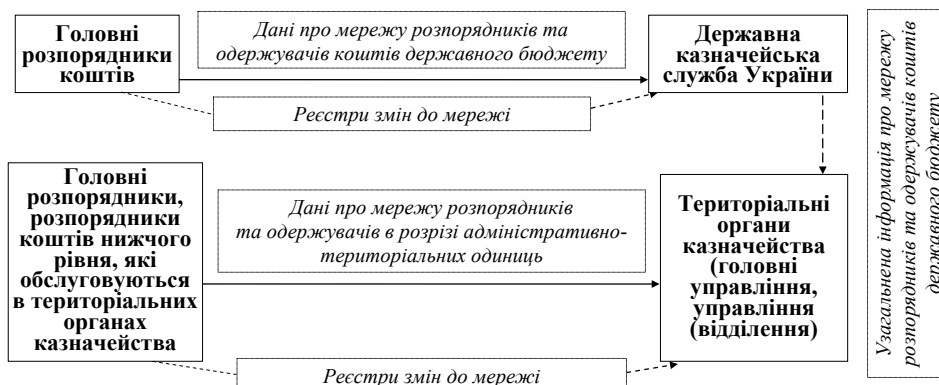 Головні
розпорядники
коштів
Дані про мережу розпорядників та
одержувачів коштів державного бюджету
Державна
казначейська
служба України
Реєстри змін до мережі
Головні
розпорядники,
розпорядники
коштів нижчого
рівня, які
обслуговуються
в територіальних
органах
казначейства
Дані про мережу розпорядників
та одержувачів в розрізі адміністративно-
територіальних одиниць
Територіальні
органи
казначейства
(головні
управління,
управління
(відділення)
Реєстри змін до мережі
Узагальнена інформація про мережу
розпорядників та одержувачів коштів
державного бюджету